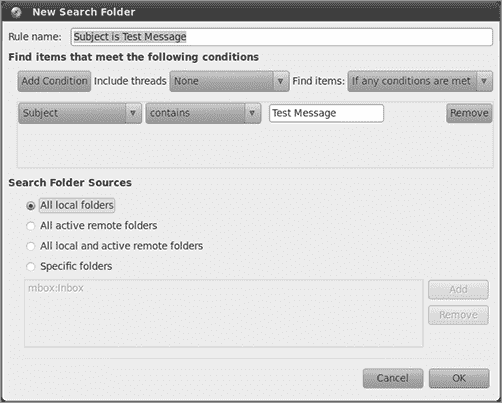 New Search Folder
Rule name: Subject is Test Message
Find items that meet the following conditions
Add Condition Include threads None Find items: If any conditions are met
Subject contains Test Message Remove
Search Folder Sources
All local folders
All active remote folders
All local and active remote folders
Specific folders
mbox:Inbox Add
Remove
Cancel OK